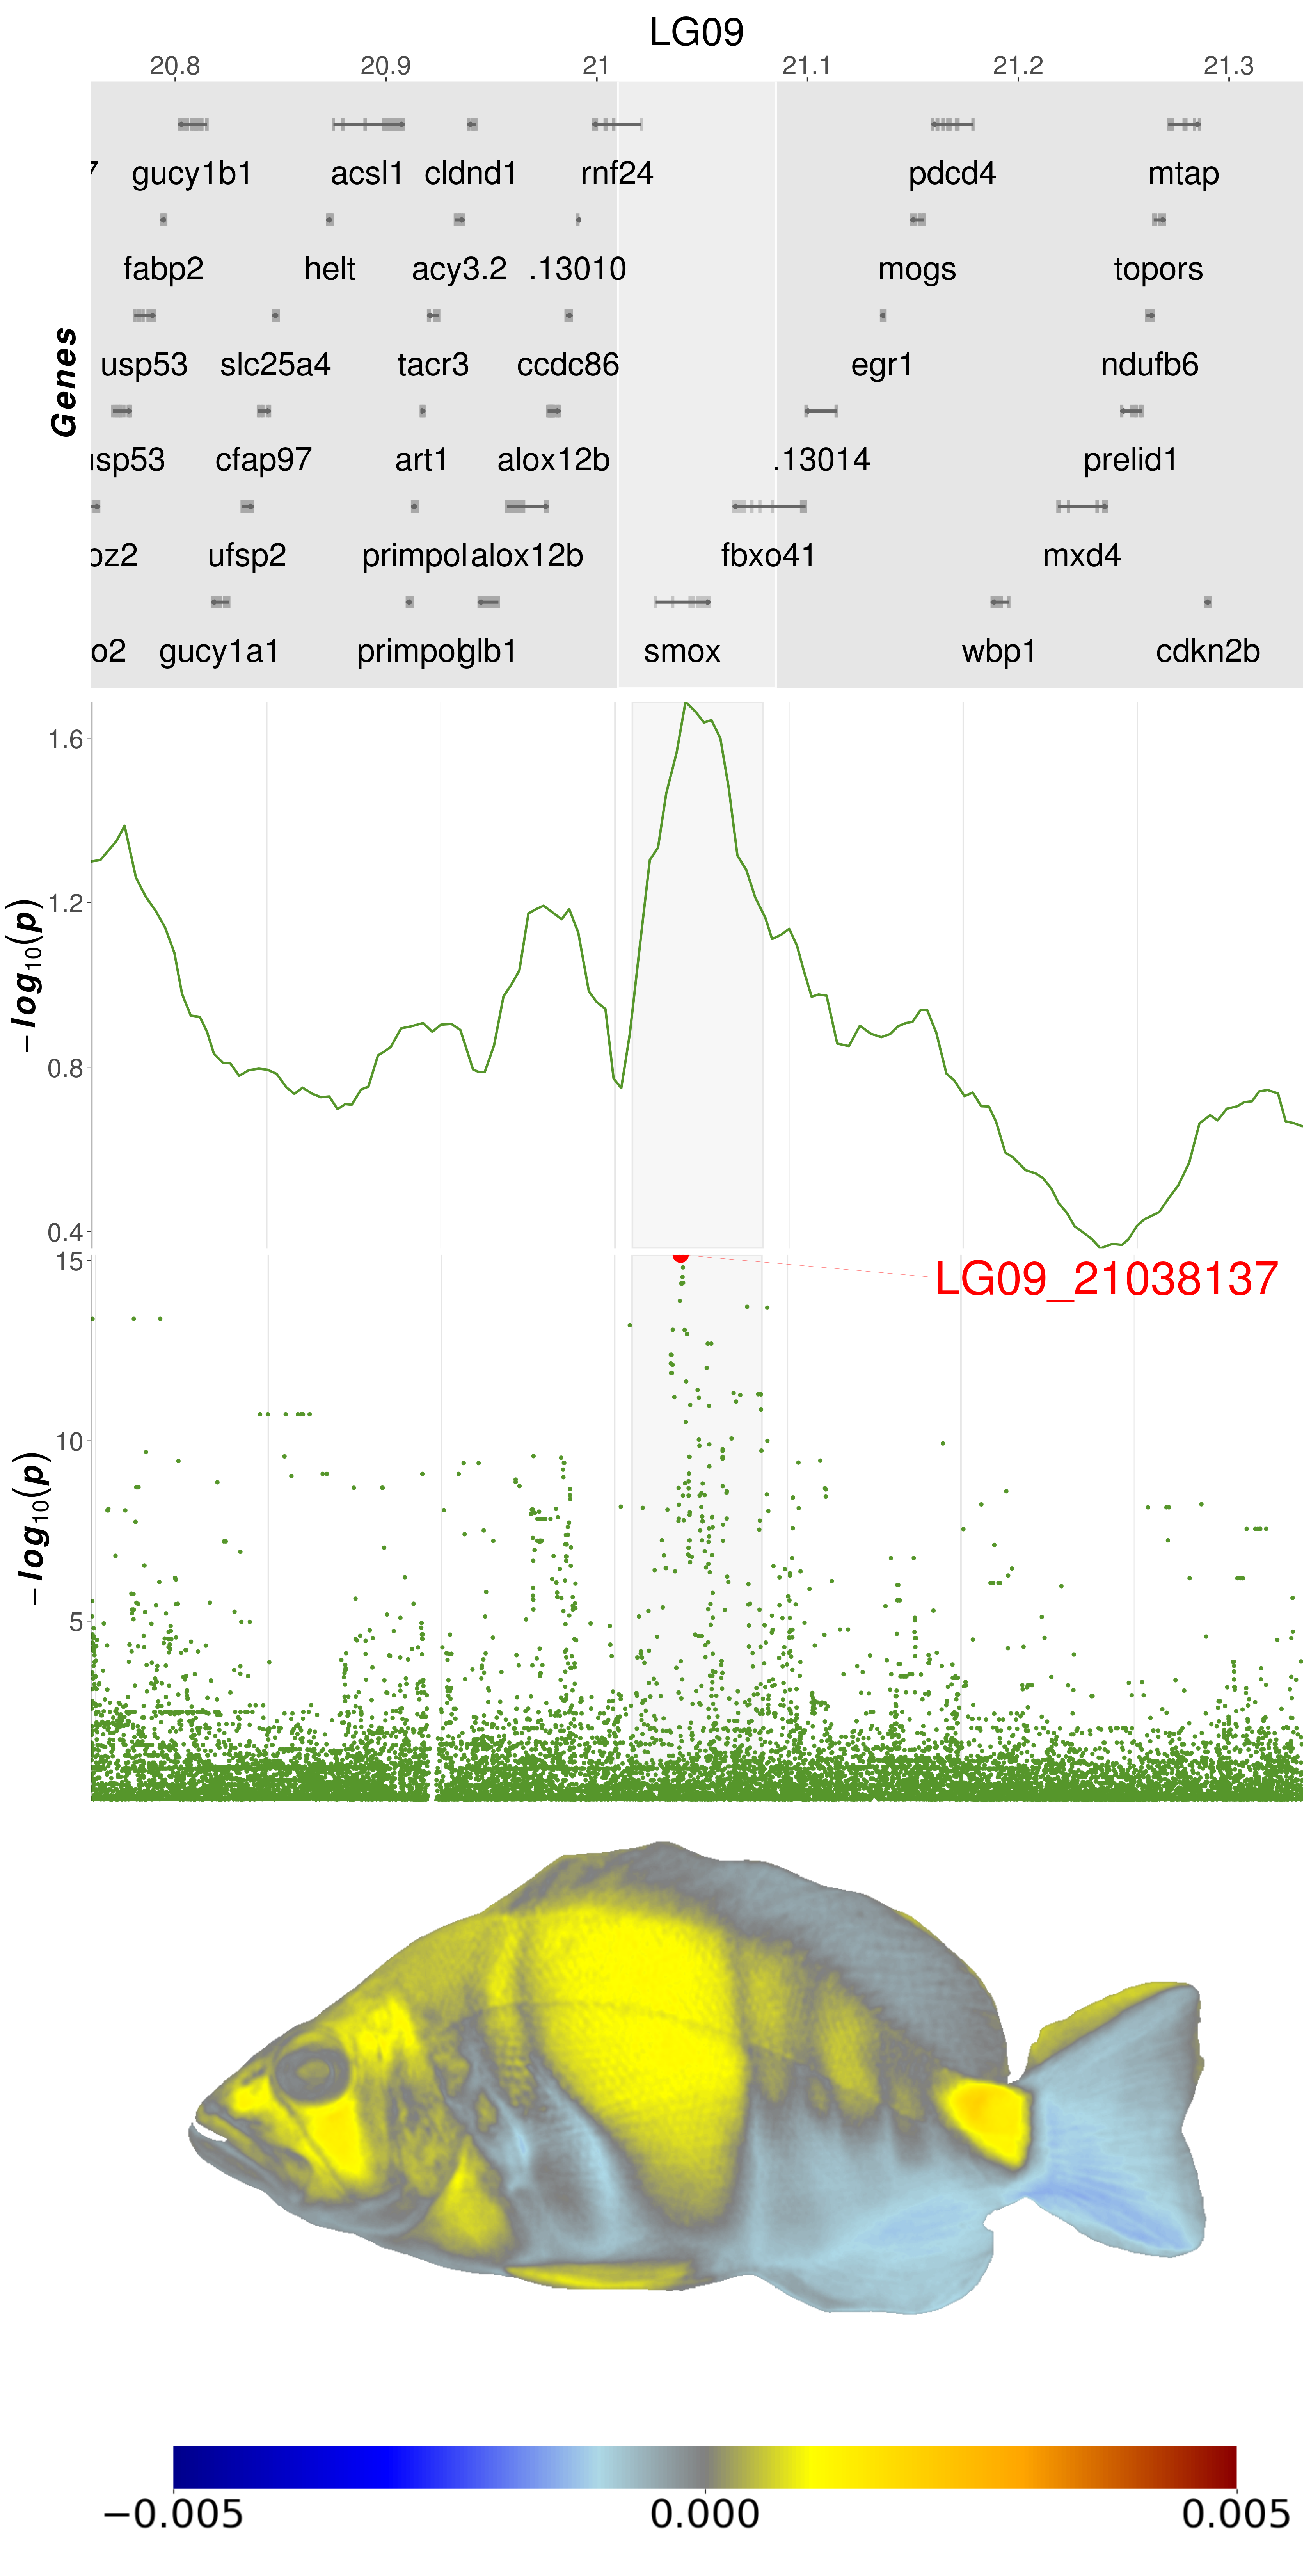 LG09
20.8 20.9 21 21.1 21.2 21.3
gucy1b1 acsl1 cldnd1 rnf24 pdcd4 mtap
fabp2 helt acy3.2 .13010 mogs topors
Genes
usp53 slc25a4 tacr3 ccdc86 egr1 ndufb6
usp53 cfap97 art1 alox12b .13014 prelid1
oz2 ufsp2 primpol alox12b fbxo41 mxd4
o2 gucy1a1 primpol glb1 smox wbp1 cdkn2b
1.6
1.2
−log10(p)
0.8
0.4
15
LG09_21038137
10
−log10(p)
5
−0.005 0.000 0.005